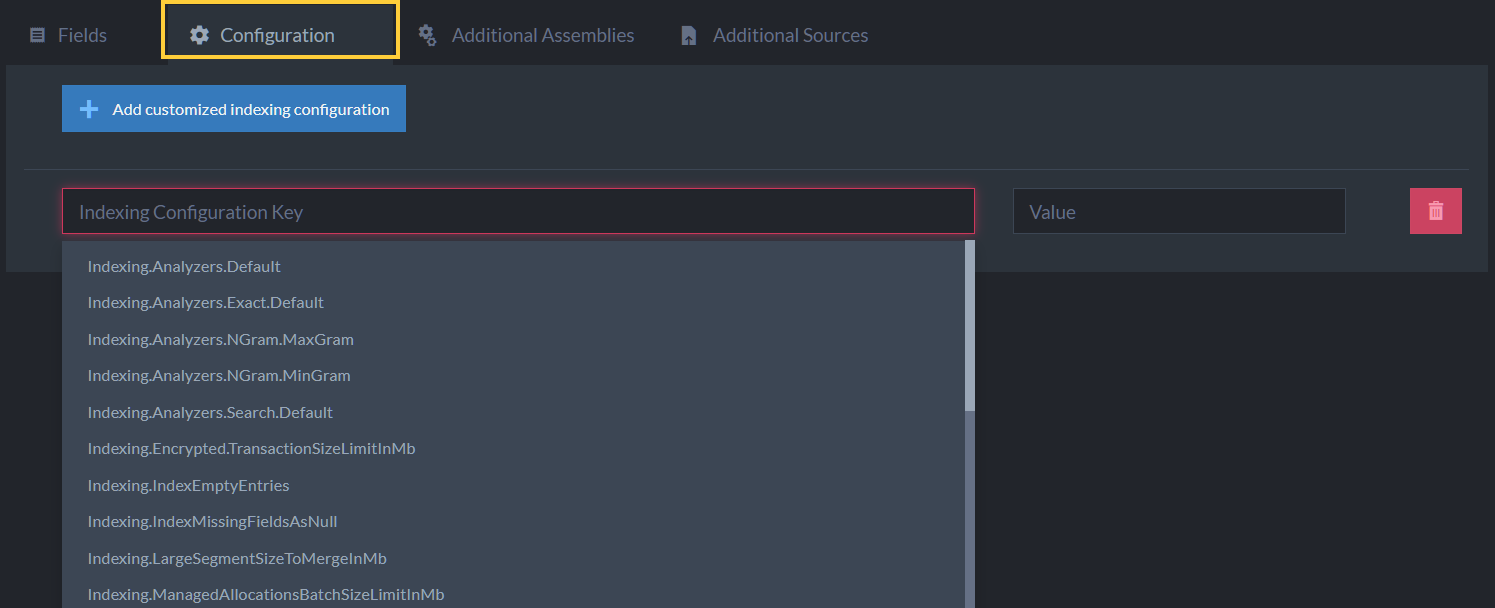 Fields Configuration Additional Assemblies Additional Sources
Add customized indexing configuration
Indexing Configuration Key Value
Indexing.Analyzers.Default
Indexing.Analyzers.Exact.Default
Indexing.Analyzers.NGram.MaxGram
Indexing.Analyzers.NGram.MinGram
Indexing.Analyzers.Search.Default
Indexing.Encrypted.TransactionSizeLimitInMb
Indexing.IndexEmptyEntries
Indexing.IndexMissingFieldsAsNull
Indexing.LargeSegmentSizeToMergeInMb
Indexing.ManagedAllocationsBatchSizeLimitInMb